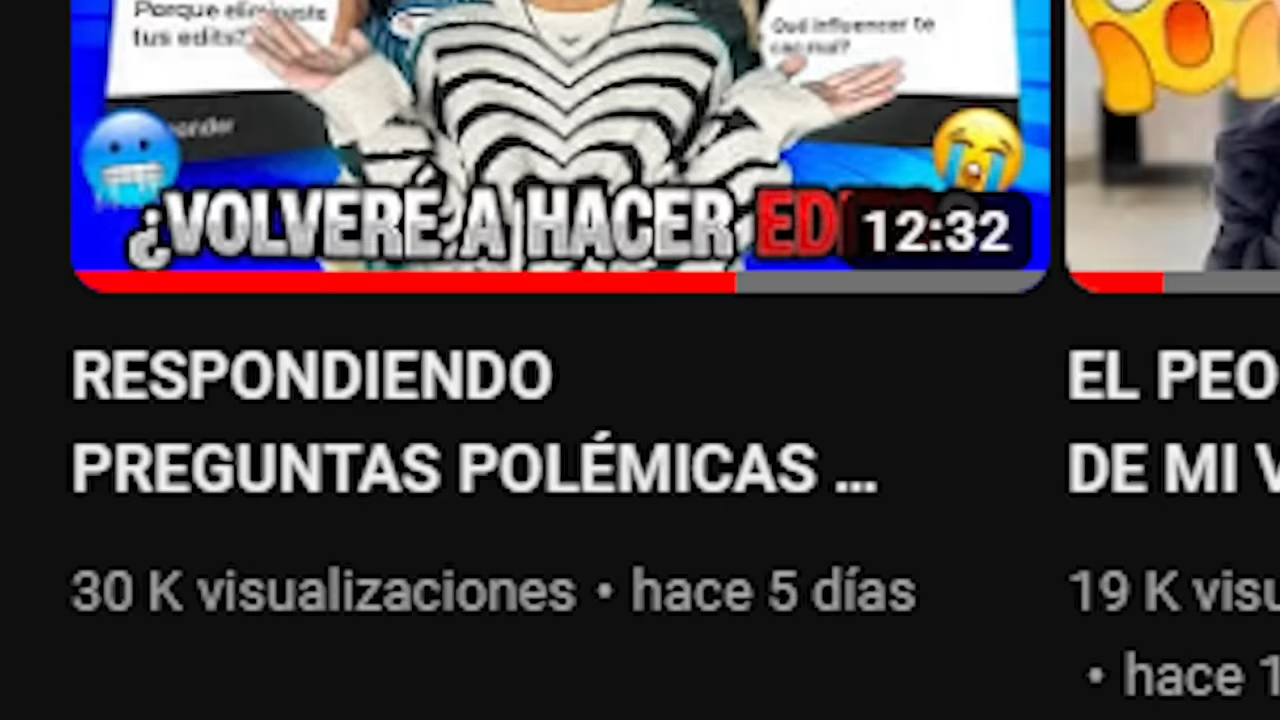 Porque eliminaste
tus edits?
Qué influencer te
cae mal?
¿VOLVERÉ A HACER ED
12:32
RESPONDIENDO
PREGUNTAS POLÉMICAS ...
30 K visualizaciones • hace 5 días
EL PEO
DE MI V
19 K visu
• hace 1